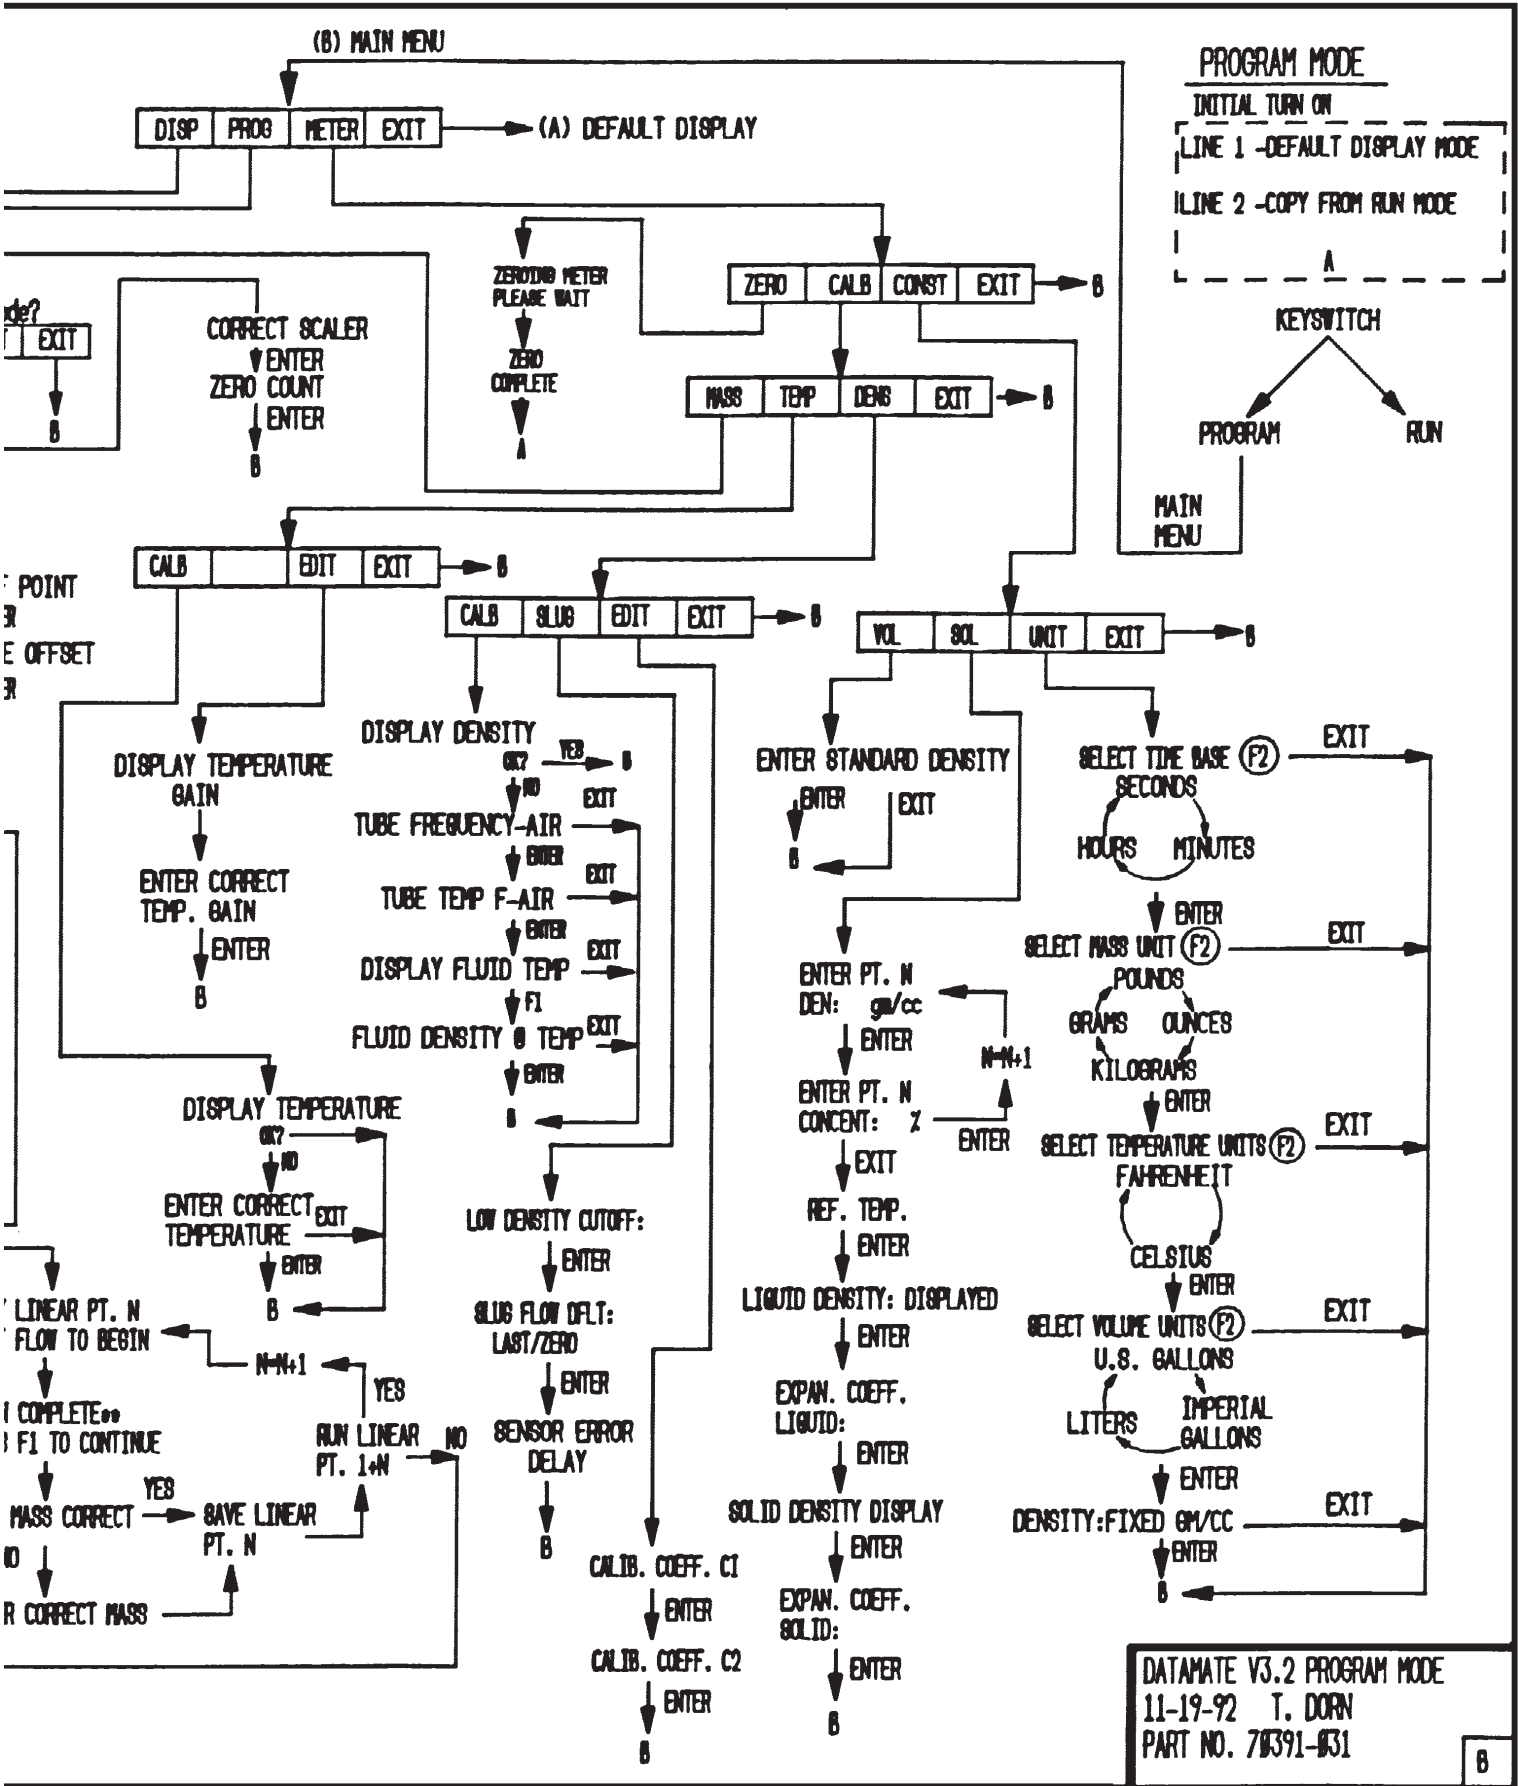 (B) MAIN MENU
PROGRAM MODE
INITIAL TURN ON
LINE 1 -DEFAULT DISPLAY MODE
LINE 2 -COPY FROM RUN MODE
A
KEYSWITCH
PROGRAM RUN
MAIN
MENU
DISP PROG METER EXIT
(A) DEFAULT DISPLAY
ZERO CALB CONST EXIT B
ZEROING METER
PLEASE WAIT
ZERO
COMPLETE
A
ode?
EXIT
B
CORRECT SCALER
ENTER
ZERO COUNT
ENTER
B
MASS TEMP DENS EXIT B
CALB EDIT EXIT B
POINT
E OFFSET
CALB SLUG EDIT EXIT B
VOL SOL UNIT EXIT B
DISPLAY TEMPERATURE
GAIN
ENTER CORRECT
TEMP. GAIN
ENTER
B
DISPLAY TEMPERATURE
OK?
NO
ENTER CORRECT
TEMPERATURE
EXIT
ENTER
B
DISPLAY DENSITY
OK? YES B
NO
EXIT
TUBE FREQUENCY-AIR
ENTER
EXIT
TUBE TEMP F-AIR
ENTER
EXIT
DISPLAY FLUID TEMP
F1
EXIT
FLUID DENSITY @ TEMP
ENTER
B
LOW DENSITY CUTOFF:
ENTER
SLUG FLOW DFLT:
LAST/ZERO
ENTER
SENSOR ERROR
DELAY
B
CALIB. COEFF. C1
ENTER
CALIB. COEFF. C2
ENTER
B
ENTER STANDARD DENSITY
ENTER EXIT
B
ENTER PT. N
DEN: gm/cc
ENTER
N=N+1
ENTER PT. N
CONCENT: %
ENTER
EXIT
REF. TEMP.
ENTER
LIQUID DENSITY: DISPLAYED
ENTER
EXPAN. COEFF.
LIQUID:
ENTER
SOLID DENSITY DISPLAY
ENTER
EXPAN. COEFF.
SOLID:
ENTER
B
SELECT TIME BASE F2 EXIT
SECONDS
HOURS MINUTES
ENTER
SELECT MASS UNIT F2 EXIT
POUNDS
GRAMS OUNCES
KILOGRAMS
ENTER
SELECT TEMPERATURE UNITS F2 EXIT
FAHRENHEIT
CELSIUS
ENTER
SELECT VOLUME UNITS F2 EXIT
U.S. GALLONS
LITERS IMPERIAL
GALLONS
ENTER
DENSITY:FIXED GM/CC EXIT
ENTER
B
LINEAR PT. N
FLOW TO BEGIN
N=N+1
YES
COMPLETE**
F1 TO CONTINUE
RUN LINEAR
PT. 1+N
NO
MASS CORRECT YES SAVE LINEAR
PT. N
R CORRECT MASS
DATAMATE V3.2 PROGRAM MODE
11-19-92 T. DORN
PART NO. 70391-031
B